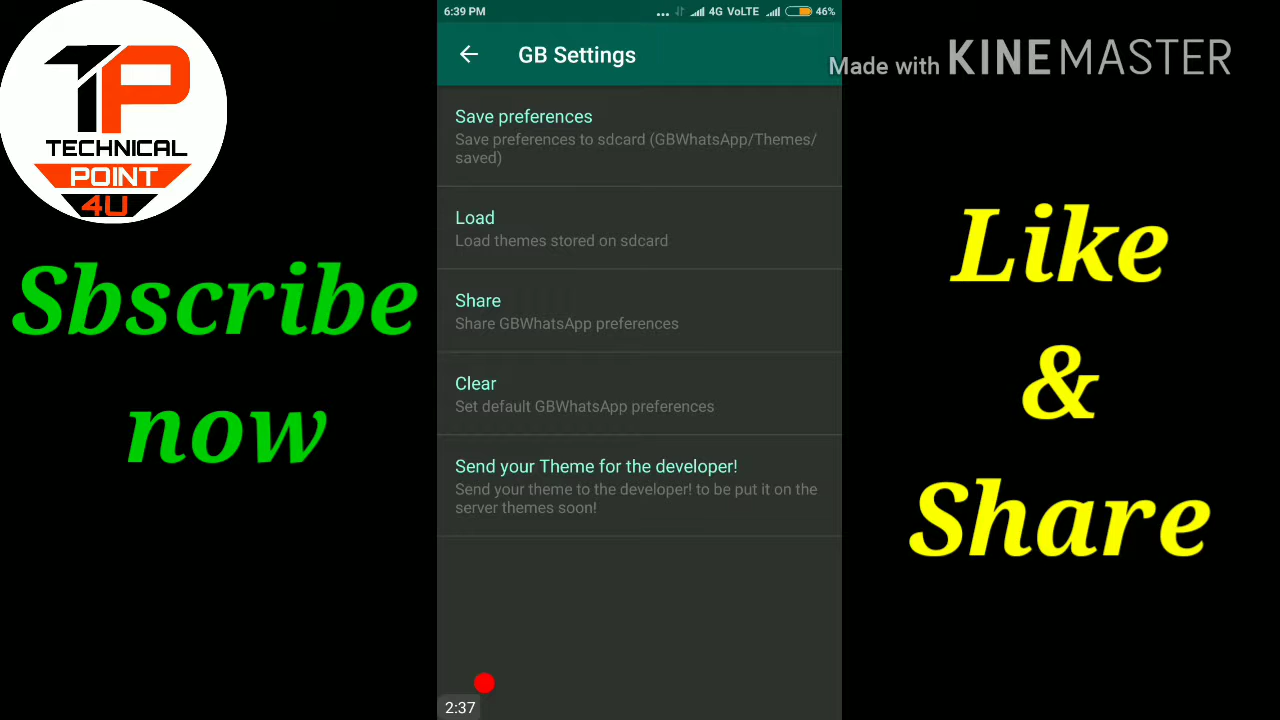 TP
TECHNICAL
POINT
4U
Sbscribe
now
6:39 PM
... 4G VoLTE 46%
GB Settings
Save preferences
Save preferences to sdcard (GBWhatsApp/Themes/
saved)
Load
Load themes stored on sdcard
Share
Share GBWhatsApp preferences
Clear
Set default GBWhatsApp preferences
Send your Theme for the developer!
Send your theme to the developer! to be put it on the
server themes soon!
2:37
Made with KINEMASTER
Like
&
Share